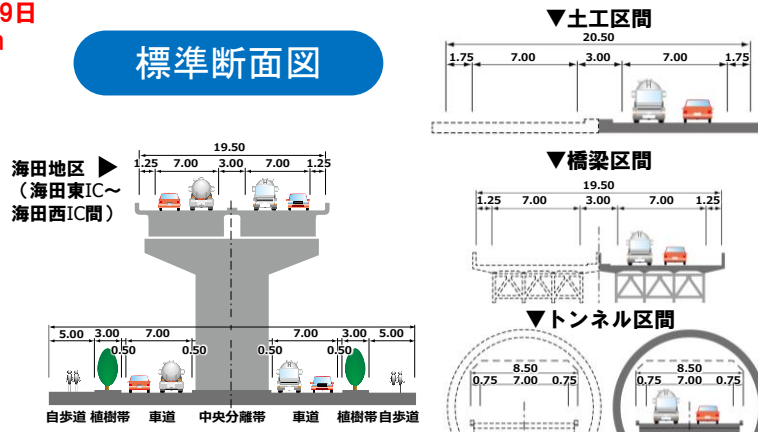 9日
標準断面図
海田地区 ▶
(海田東IC～
海田西IC間)
19.50
1.25 7.00 3.00 7.00 1.25
5.00 3.00 7.00 7.00 3.00 5.00
0.50 0.50 0.50 0.50
自歩道 植樹帯 車道 中央分離帯 車道 植樹帯 自歩道
▼土工区間
20.50
1.75 7.00 3.00 7.00 1.75
▼橋梁区間
19.50
1.25 7.00 3.00 7.00 1.25
▼トンネル区間
8.50 8.50
0.75 7.00 0.75 0.75 7.00 0.75